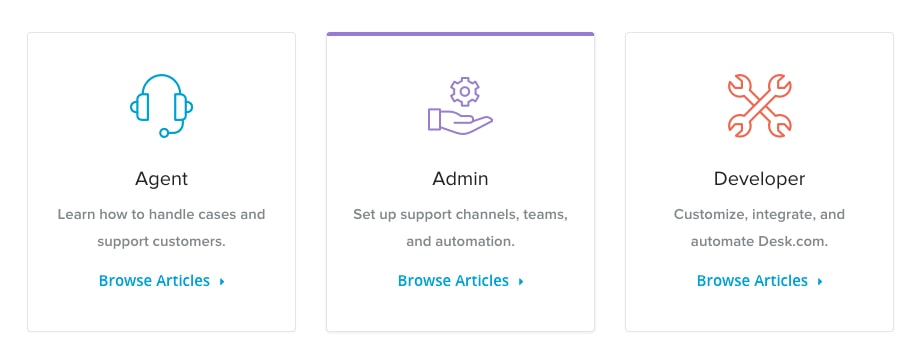 Agent
Learn how to handle cases and
support customers.
Browse Articles
Admin
Set up support channels, teams,
and automation.
Browse Articles
Developer
Customize, integrate, and
automate Desk.com.
Browse Articles